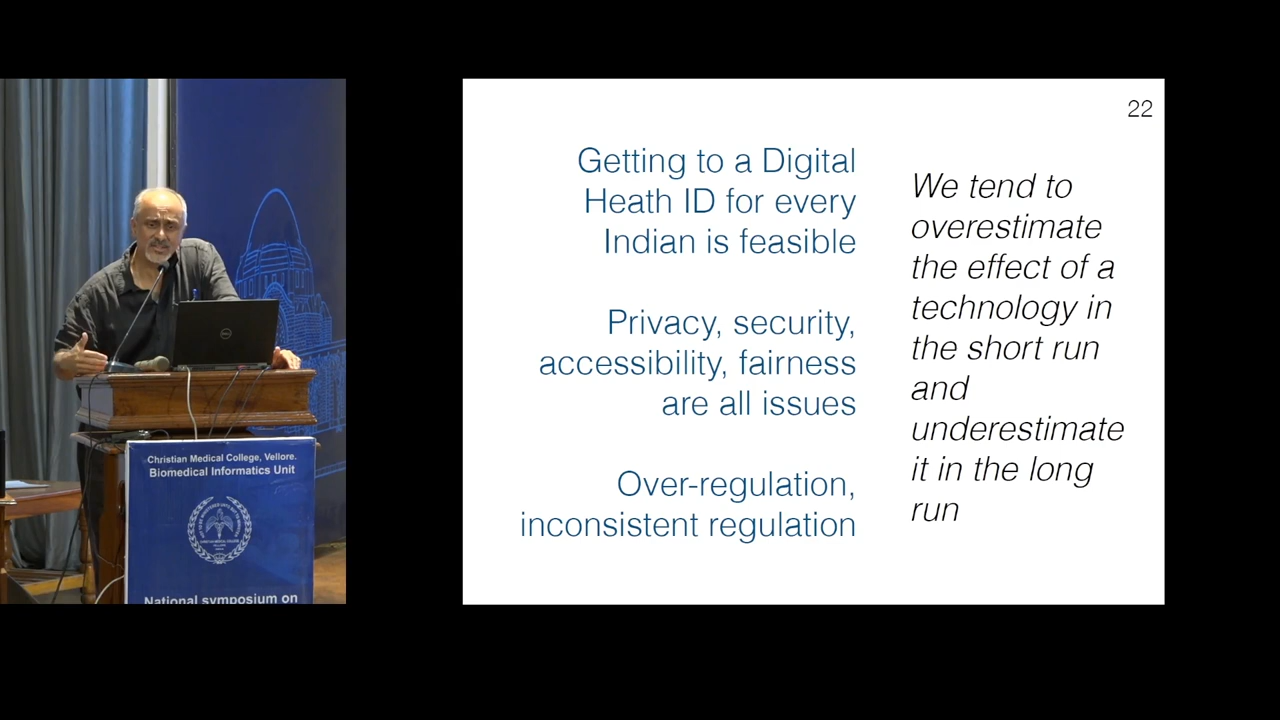 22
Getting to a Digital
Heath ID for every
Indian is feasible
Privacy, security,
accessibility, fairness
are all issues
Over-regulation,
inconsistent regulation
We tend to
overestimate
the effect of a
technology in
the short run
and
underestimate
it in the long
run
DELL
Christian Medical College, Vellore.
Biomedical Informatics Unit
National symposium on